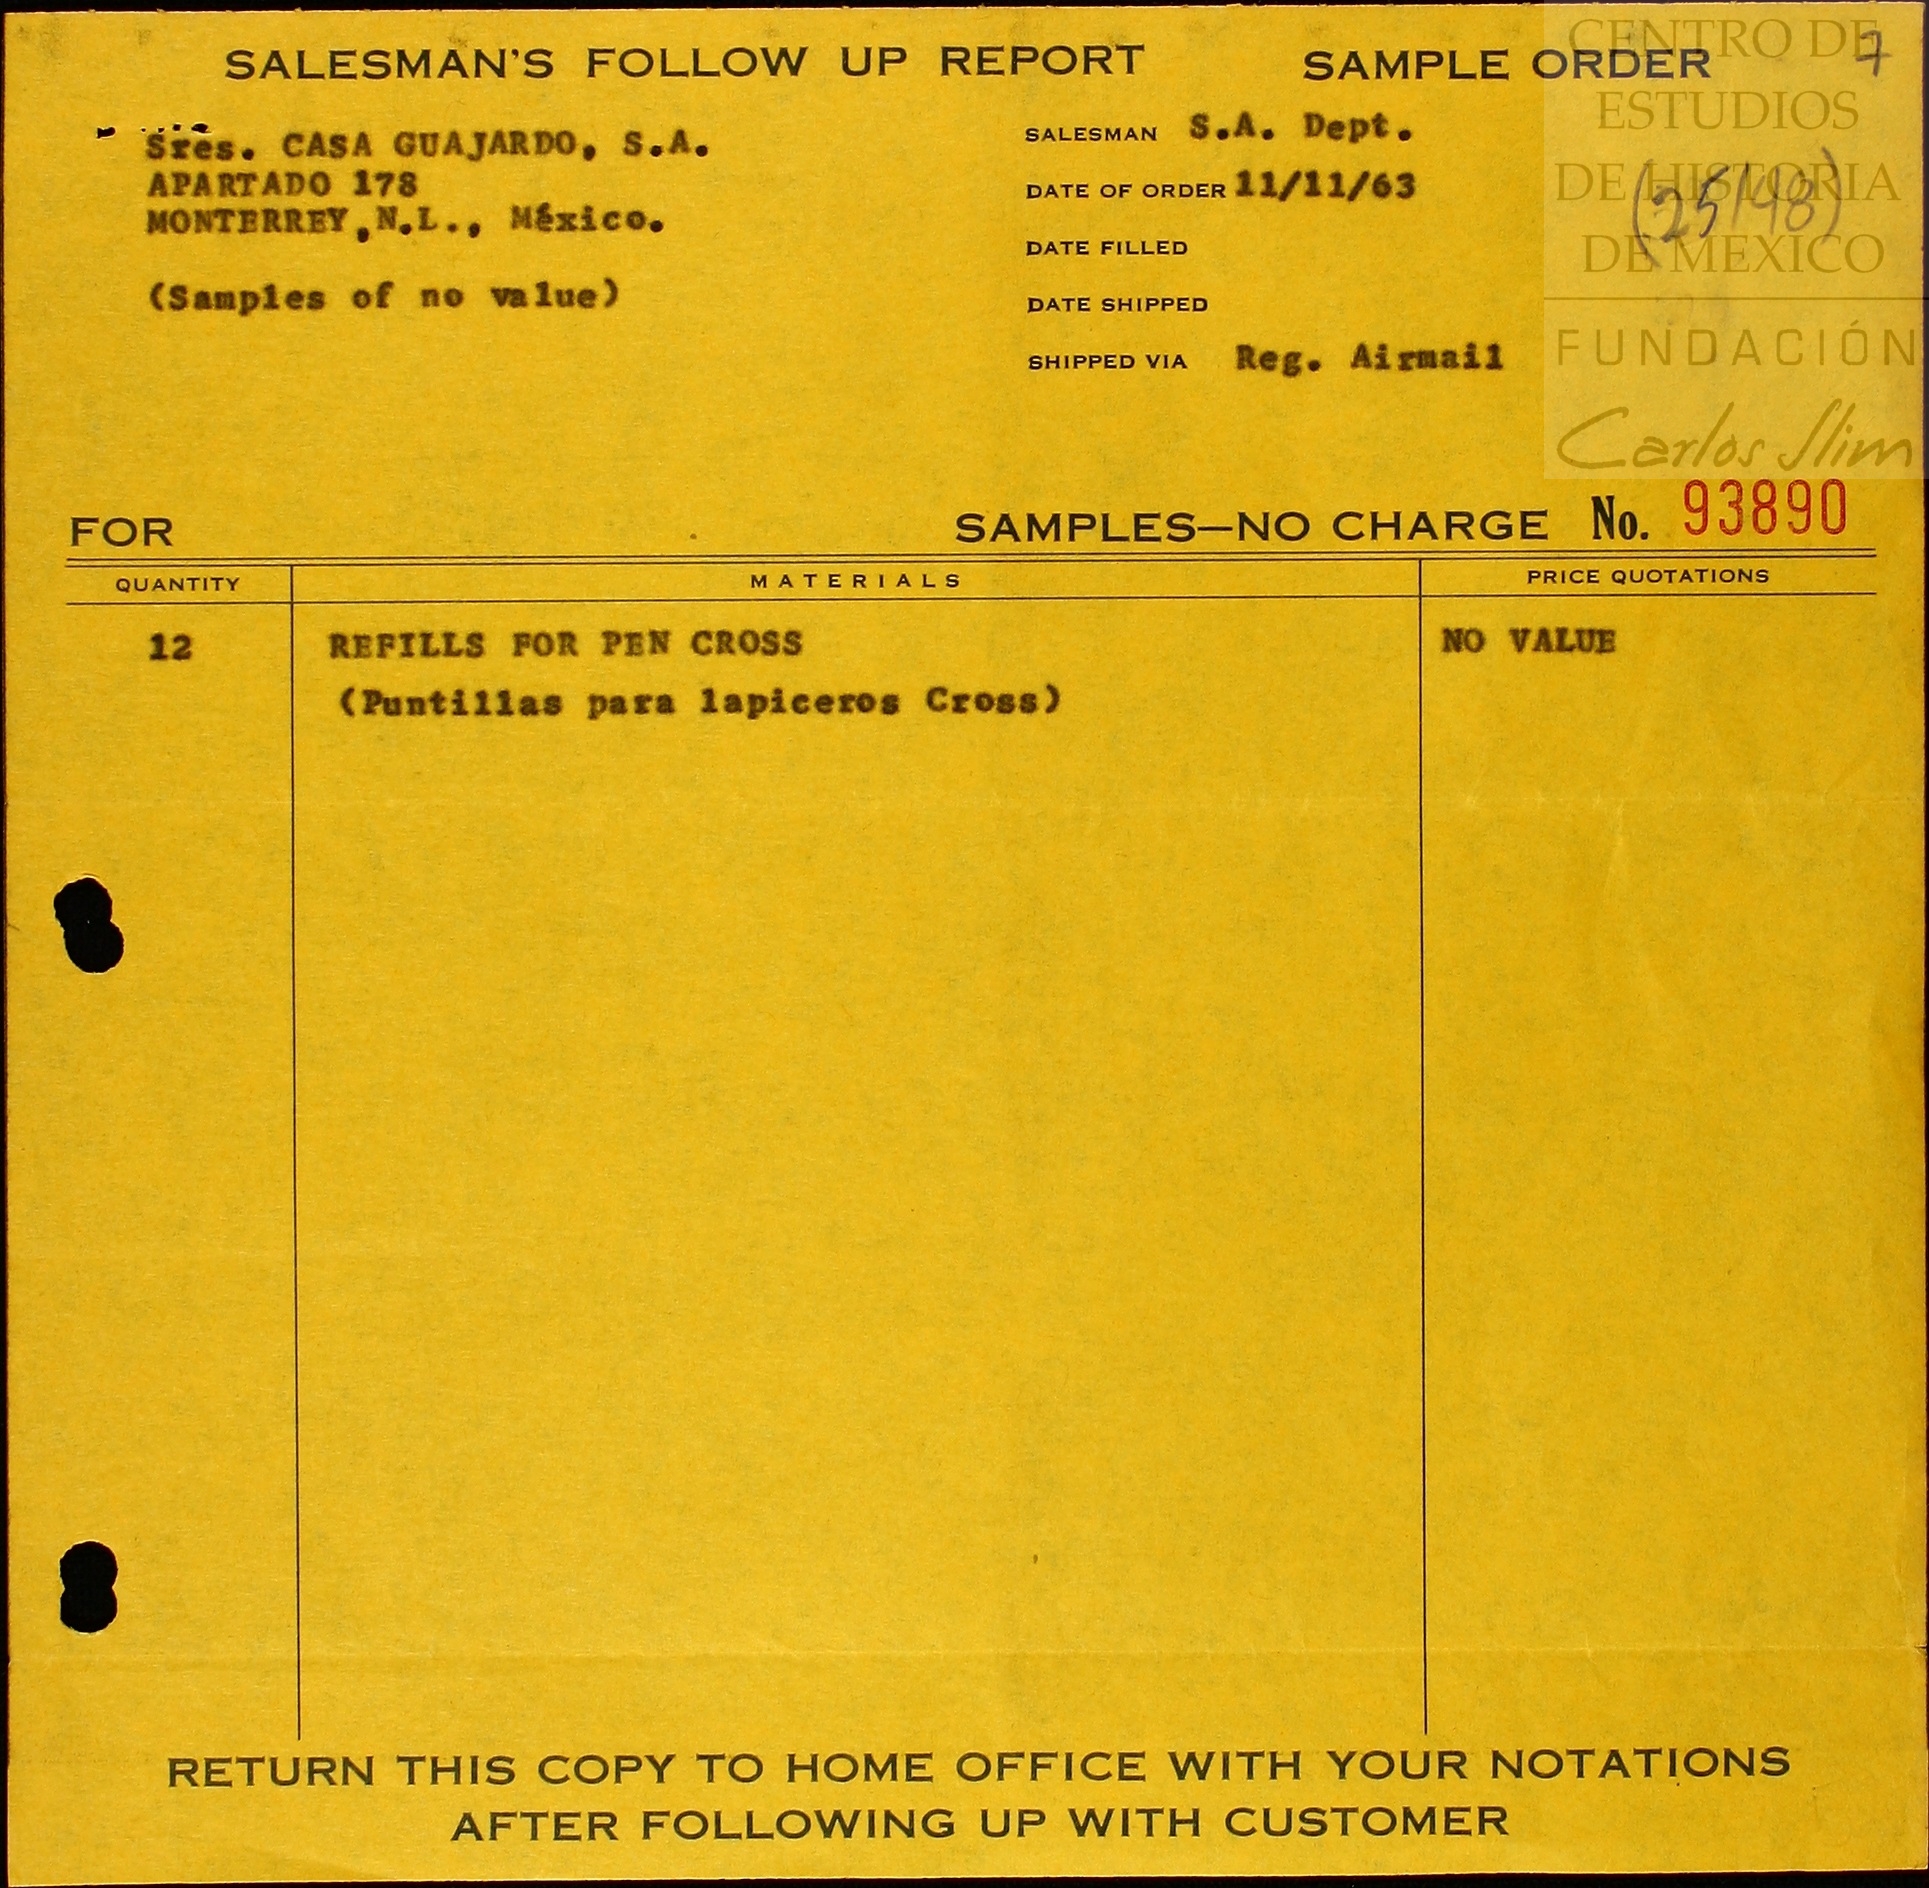 SALESMAN'S FOLLOW UP REPORT
SAMPLE ORDER
7
Sres. CASA GUAJARDO, S.A.
APARTADO 178
MONTERREY, N.L., México.
(Samples of no value)
SALESMAN S.A. Dept.
DATE OF ORDER 11/11/63
DATE FILLED
DATE SHIPPED
SHIPPED VIA Reg. Airmail
CENTRO DE
ESTUDIOS
DE HISTORIA
DE MEXICO
(25/48)
FUNDACIÓN
Carlos Slim
FOR
SAMPLES—NO CHARGE No. 93890
QUANTITY MATERIALS PRICE QUOTATIONS
12 REFILLS FOR PEN CROSS NO VALUE
(Puntillas para lapiceros Cross)
RETURN THIS COPY TO HOME OFFICE WITH YOUR NOTATIONS
AFTER FOLLOWING UP WITH CUSTOMER